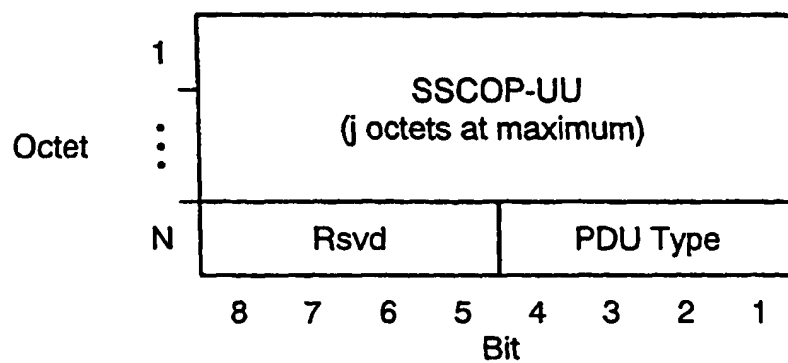 1
SSCOP-UU
(j octets at maximum)
Octet
N
Rsvd
PDU Type
8 7 6 5 4 3 2 1
Bit